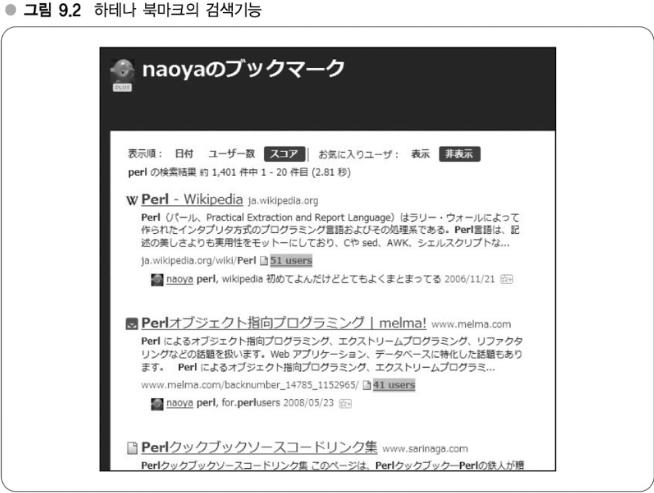 ● 그림 9.2 하테나 북마크의 검색기능
naoyaのブックマーク
PLUS
表示順： 日付 ユーザー数 スコア | お気に入りユーザ： 表示 非表示
perl の検索結果 約 1,401 件中 1 - 20 件目 (2.81 秒)
W Perl - Wikipedia ja.wikipedia.org
Perl（パール、Practical Extraction and Report Language）はラリー・ウォールによって
作られたインタプリタ方式のプログラミング言語およびその処理系である。Perl言語は、記
述の美しさよりも実用性をモットーにしており、Cや sed、AWK、シェルスクリプトな...
ja.wikipedia.org/wiki/Perl 51 users
naoya perl, wikipedia 初めてよんだけどとてもよくまとまってる 2006/11/21
Perlオブジェクト指向プログラミング | melma! www.melma.com
Perl によるオブジェクト指向プログラミング、エクストリームプログラミング、リファクタ
リングなどの話題を扱います。Web アプリケーション、データベースに特化した話題もあり
ます。 Perl によるオブジェクト指向プログラミング、エクストリームプログラミ...
www.melma.com/backnumber_14785_1152965/ 41 users
naoya perl, for.perlusers 2008/05/23
Perlクックブックソースコードリンク集 www.sarinaga.com
Perlクックブックソースコードリンク集 このページは、Perlクックブック―Perlの鉄人が贈